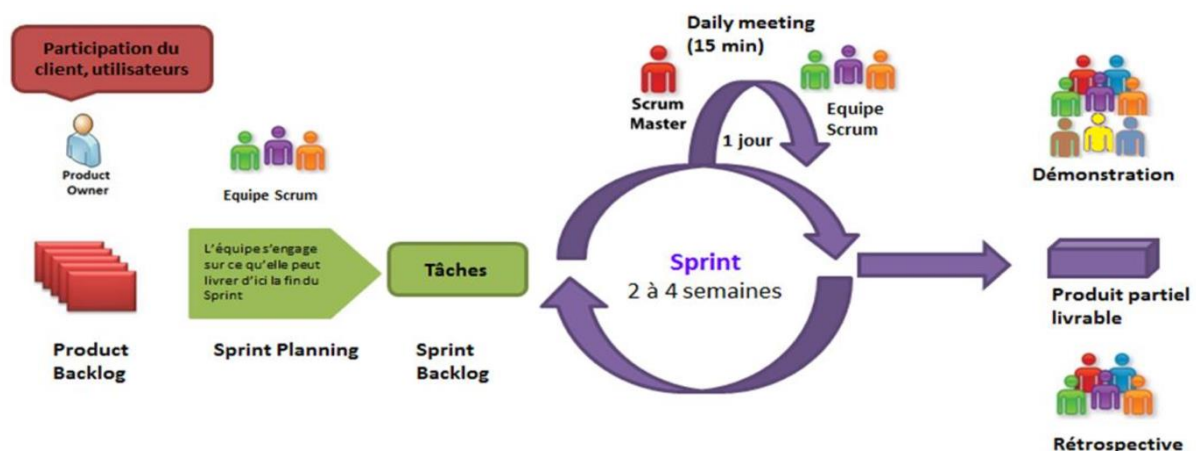 Participation du
client, utilisateurs
Product
Owner
Equipe Scrum
L'équipe s'engage
sur ce qu'elle peut
livrer d'ici la fin du
Sprint
Tâches
Product
Backlog
Sprint Planning
Sprint
Backlog
Daily meeting
(15 min)
Scrum
Master
1 jour
Equipe
Scrum
Sprint
2 à 4 semaines
Démonstration
Produit partiel
livrable
Rétrospective